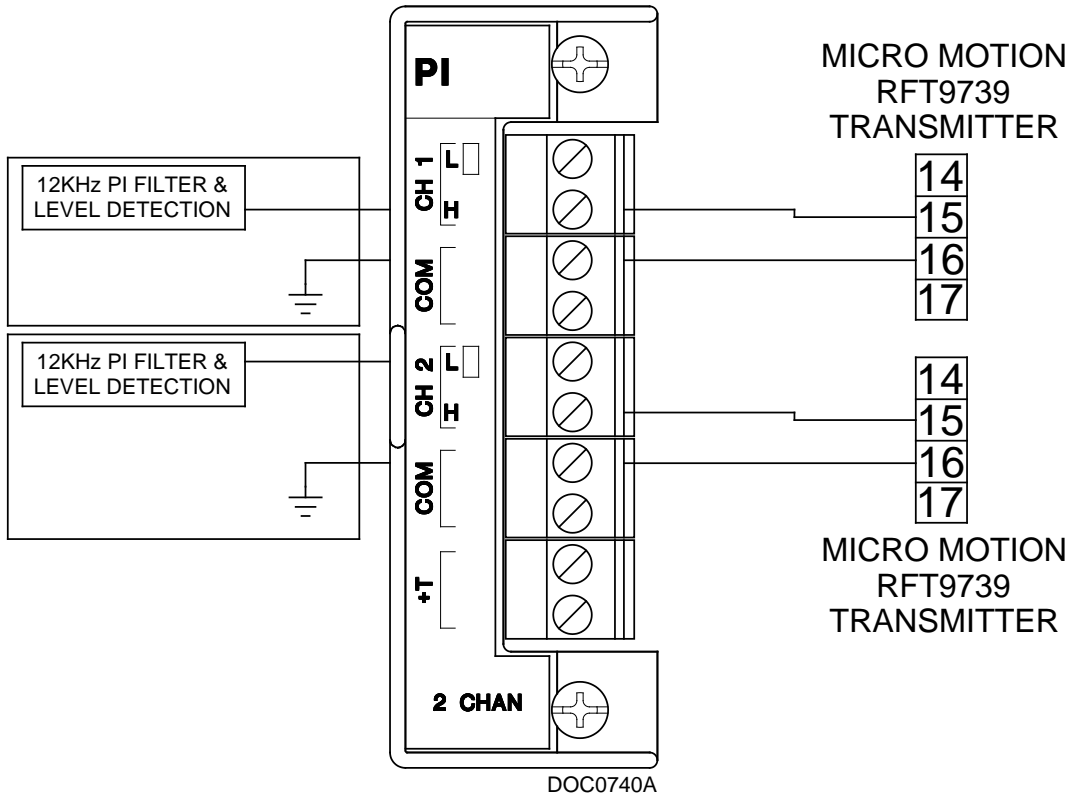 PI
MICRO MOTION
RFT9739
TRANSMITTER
12KHz PI FILTER &
LEVEL DETECTION
CH 1
L
H
14
15
16
17
COM
12KHz PI FILTER &
LEVEL DETECTION
CH 2
L
H
14
15
16
17
COM
MICRO MOTION
RFT9739
TRANSMITTER
+T
2 CHAN
DOC0740A